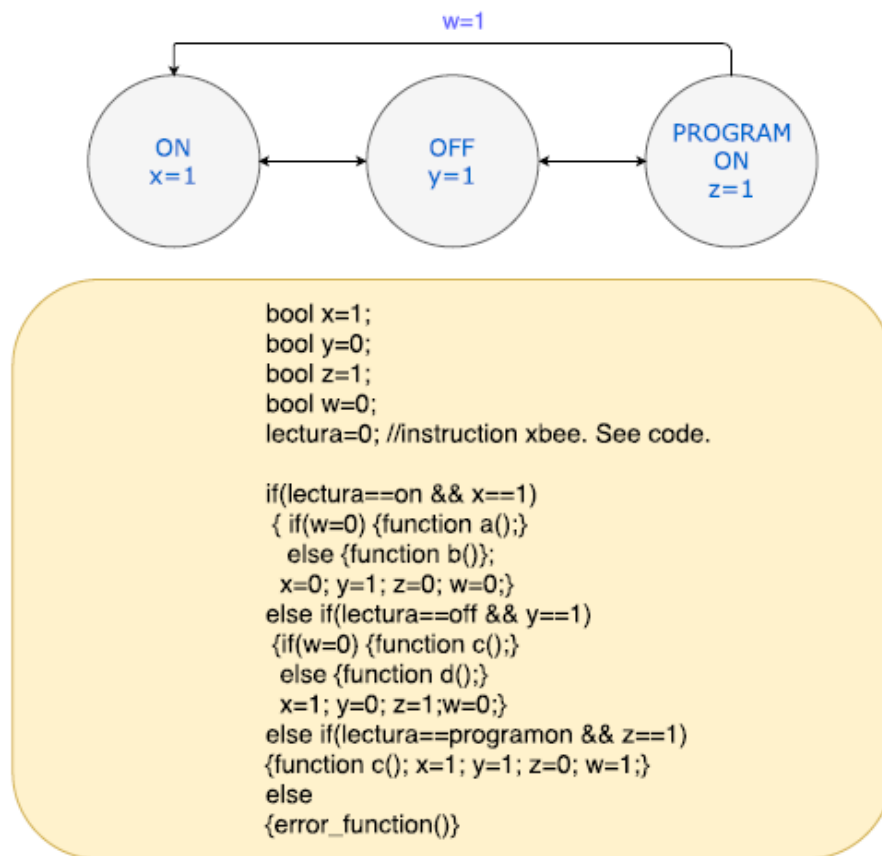 w=1
ON
x=1
OFF
y=1
PROGRAM
ON
z=1
bool x=1;
bool y=0;
bool z=1;
bool w=0;
lectura=0; //instruction xbee. See code.
if(lectura==on && x==1)
{ if(w=0) {function a();}
else {function b()};
x=0; y=1; z=0; w=0;}
else if(lectura==off && y==1)
{if(w=0) {function c();}
else {function d();}
x=1; y=0; z=1;w=0;}
else if(lectura==programon && z==1)
{function c(); x=1; y=1; z=0; w=1;}
else
{error_function()}